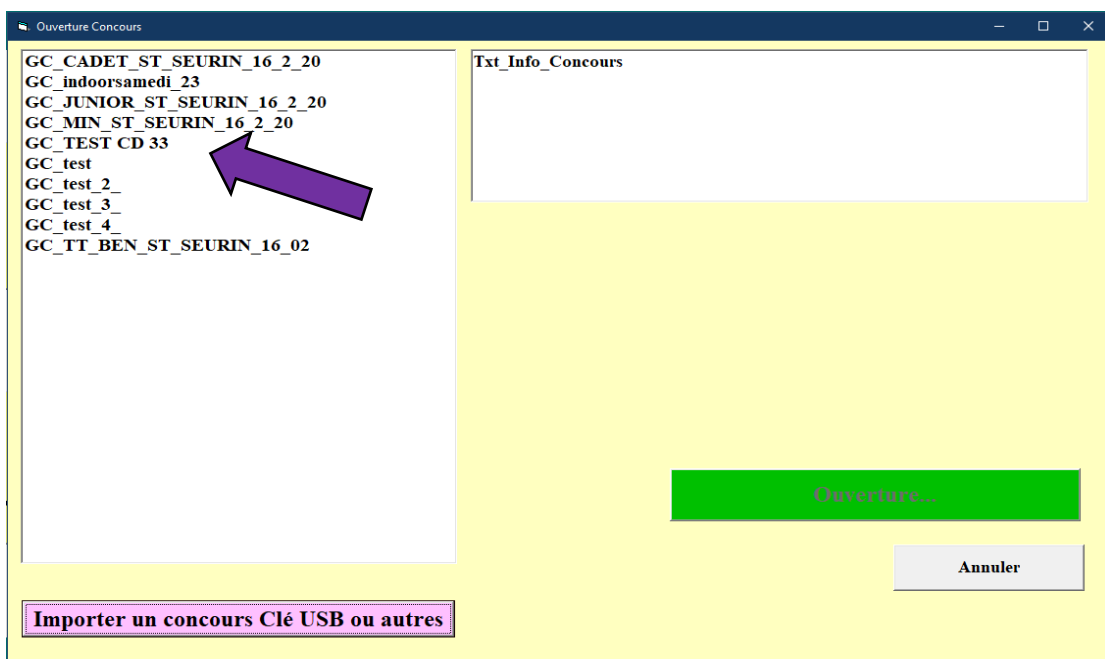 Ouverture Concours
GC_CADET_ST_SEURIN_16_2_20
GC_indoorsamedi_23
GC_JUNIOR_ST_SEURIN_16_2_20
GC_MIN_ST_SEURIN_16_2_20
GC_TEST CD 33
GC_test
GC_test_2_
GC_test_3_
GC_test_4_
GC_TT_BEN_ST_SEURIN_16_02
Txt_Info_Concours
Ouverture...
Annuler
Importer un concours Clé USB ou autres